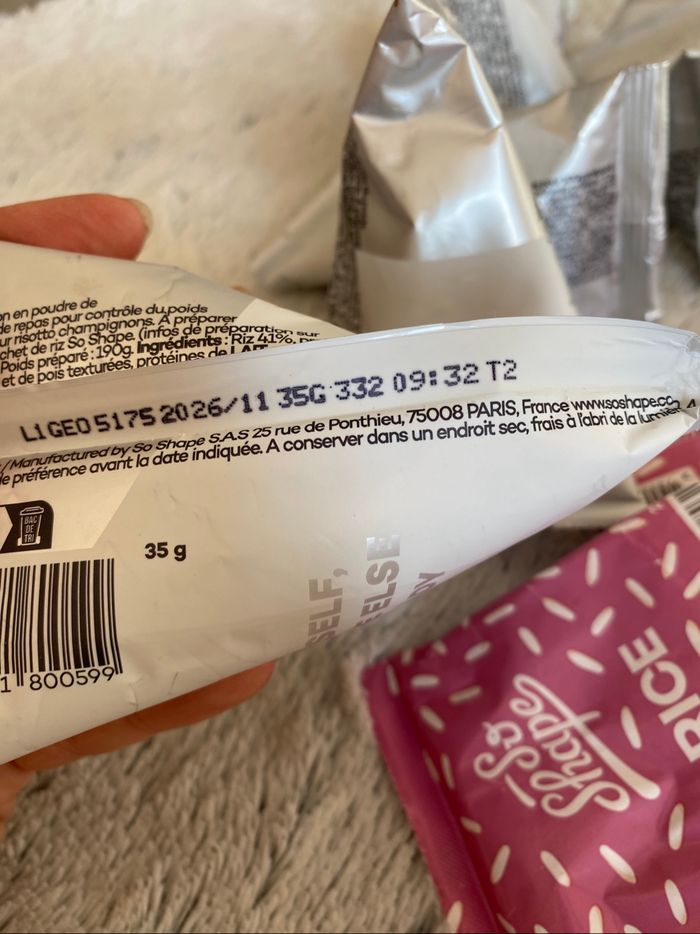 on en poudre de
de repas pour contrôle du poids
ur risotto champignons. A préparer
chet de riz So Shape. (infos de préparation sur
Poids préparé : 190g. Ingrédients : Riz 41%,
et de pois texturées, protéines de LAIT
L1GEO5175 2026/11 35G 332 09:32 T2
/ Manufactured by So Shape S.A.S 25 rue de Ponthieu, 75008 PARIS, France www.soshape.co
e préférence avant la date indiquée. A conserver dans un endroit sec, frais à l'abri de la lumière
BAC
DE
TRI
35 g
1 800599
SELF,
ELSE
So
Shape
RICE